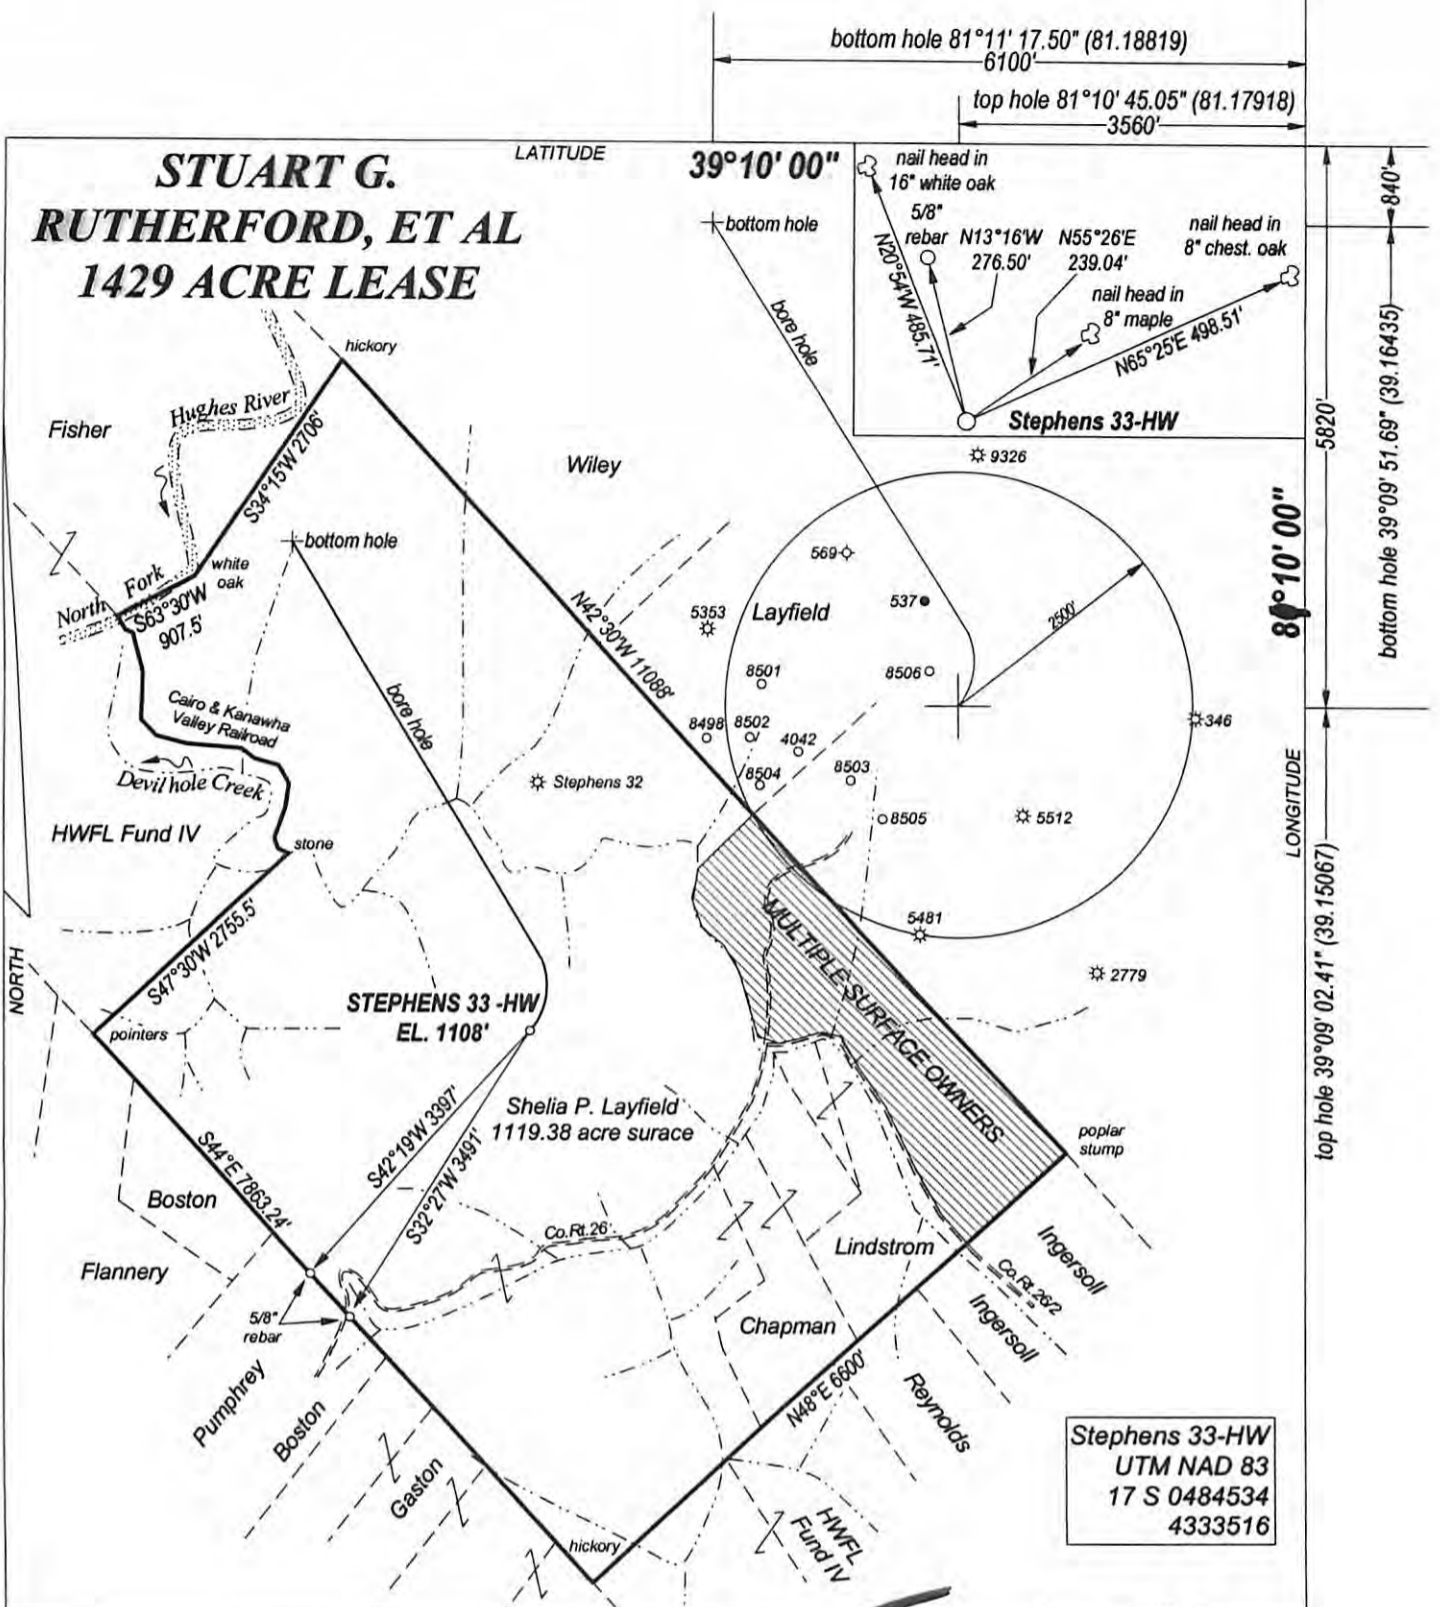 bottom hole 81°11' 17.50" (81.18819)
6100'
top hole 81°10' 45.05" (81.17918)
3560'
STUART G.
RUTHERFORD, ET AL
1429 ACRE LEASE
LATITUDE
39°10' 00"
bottom hole
bore hole
nail head in
16" white oak
5/8"
rebar
N13°16'W
276.50'
N55°26'E
239.04'
nail head in
8" chest. oak
nail head in
8" maple
N20°54'W 485.71'
N65°25'E 498.51'
Stephens 33-HW
840'
5820'
bottom hole 39°09' 51.69" (39.16435)
10' 00"
LONGITUDE
top hole 39°09' 02.41" (39.15067)
hickory
Hughes River
Fisher
S34°15'W 2706'
Wiley
9326
bottom hole
white
oak
North Fork
S63°30'W
907.5'
569
537
5353
Layfield
2500'
N42°30'W 11088'
8501
8506
Cairo & Kanawha
Valley Railroad
bore hole
8498
8502
4042
346
Devil hole Creek
Stephens 32
8504
8503
8505
5512
HWFL Fund IV
stone
S47°30'W 2755.5'
5481
MULTIPLE SURFACE OWNERS
2779
NORTH
STEPHENS 33 -HW
EL. 1108'
pointers
Shelia P. Layfield
1119.38 acre surace
poplar
stump
S42°19'W 3397'
S32°27'W 3491'
S44°E 7863.24'
Boston
Flannery
Co.Rt.26
Lindstrom
Ingersoll
Co.Rt.26/2
Ingersoll
5/8"
rebar
Chapman
Pumphrey
Boston
N48°E 6600'
Reynolds
Gaston
HWFL
Fund IV
hickory
Stephens 33-HW
UTM NAD 83
17 S 0484534
4333516